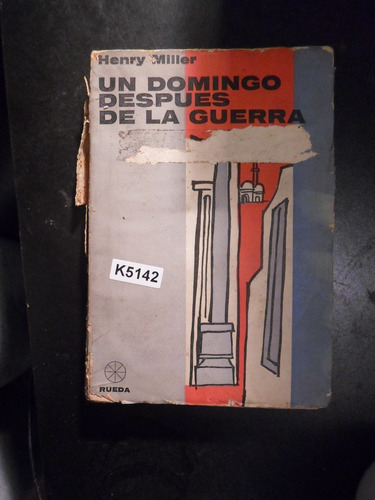 Henry Miller
UN DOMINGO
DESPUES
DE LA GUERRA
K5142
RUEDA